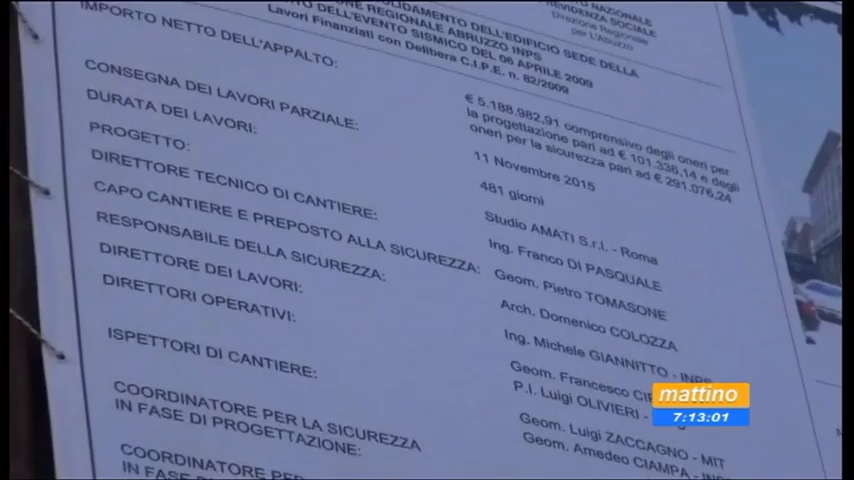 CONSOLIDAMENTO DELL'EDIFICIO SEDE DELLA
REGIONALE ABRUZZO INPS
DELL'EVENTO SISMICO DEL 06 APRILE 2009
Lavori Finanziati con Delibera C.I.P.E. n. 82/2009
NAZIONALE
PREVIDENZA SOCIALE
Direzione Regionale
per L'Abruzzo
IMPORTO NETTO DELL'APPALTO:
€ 5.188.982,91 comprensivo degli oneri per
la progettazione pari ad € 101.336,14 e degli
oneri per la sicurezza pari ad € 291.076,24
CONSEGNA DEI LAVORI PARZIALE:
11 Novembre 2015
DURATA DEI LAVORI:
481 giorni
PROGETTO:
Studio AMATI S.r.l. - Roma
DIRETTORE TECNICO DI CANTIERE:
Ing. Franco DI PASQUALE
CAPO CANTIERE E PREPOSTO ALLA SICUREZZA:
Geom. Pietro TOMASONE
RESPONSABILE DELLA SICUREZZA:
Arch. Domenico COLOZZA
DIRETTORE DEI LAVORI:
Ing. Michele GIANNITTO - INPS
DIRETTORI OPERATIVI:
Geom. Francesco
P.I. Luigi OLIVIERI -
ISPETTORI DI CANTIERE:
Geom. Luigi ZACCAGNO - MIT
Geom. Amedeo CIAMPA -
COORDINATORE PER LA SICUREZZA
IN FASE DI PROGETTAZIONE:
COORDINATORE PER
IN FASE
mattino
7:13:01